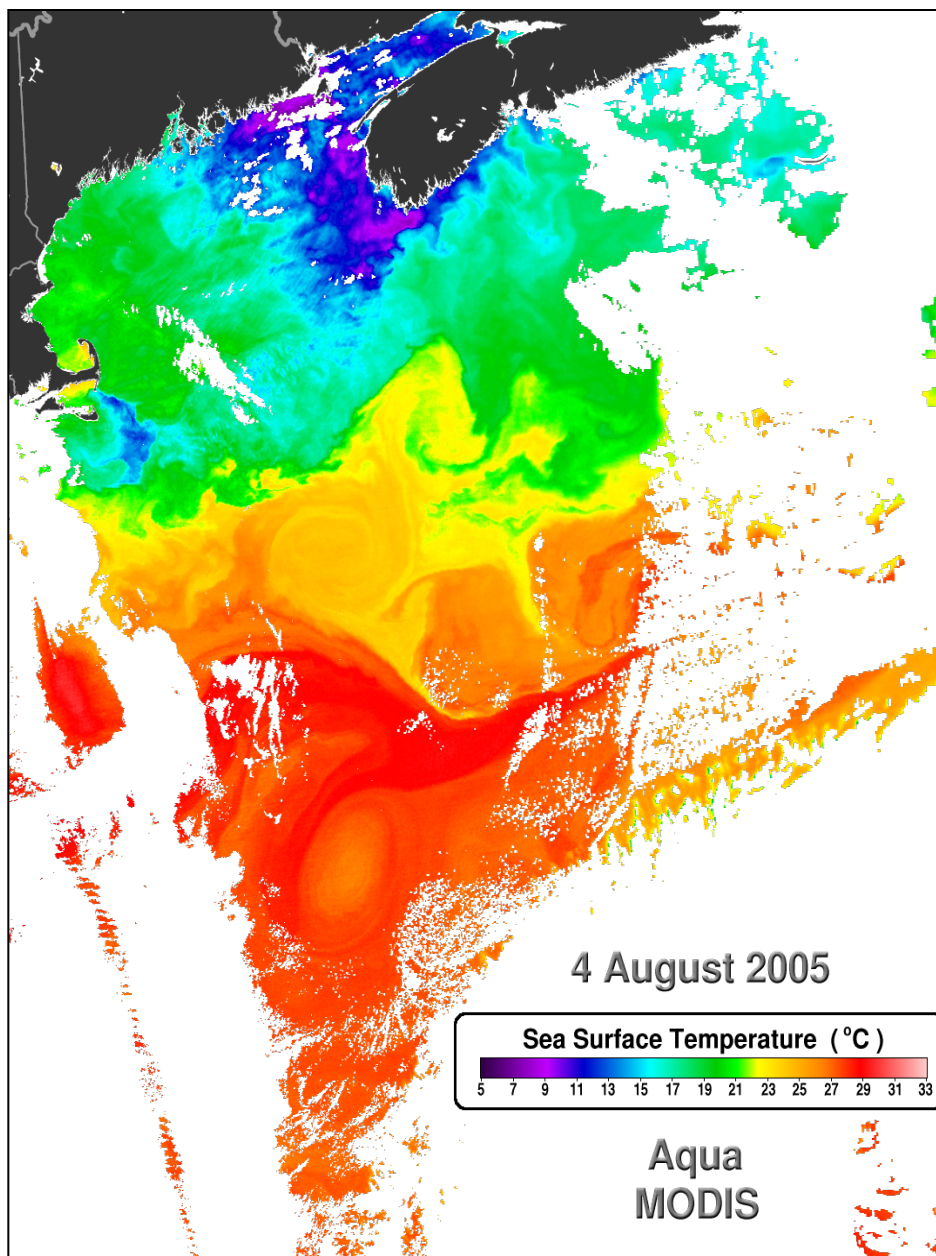 4 August 2005
Sea Surface Temperature ( °C )
5 7 9 11 13 15 17 19 21 23 25 27 29 31 33
Aqua
MODIS